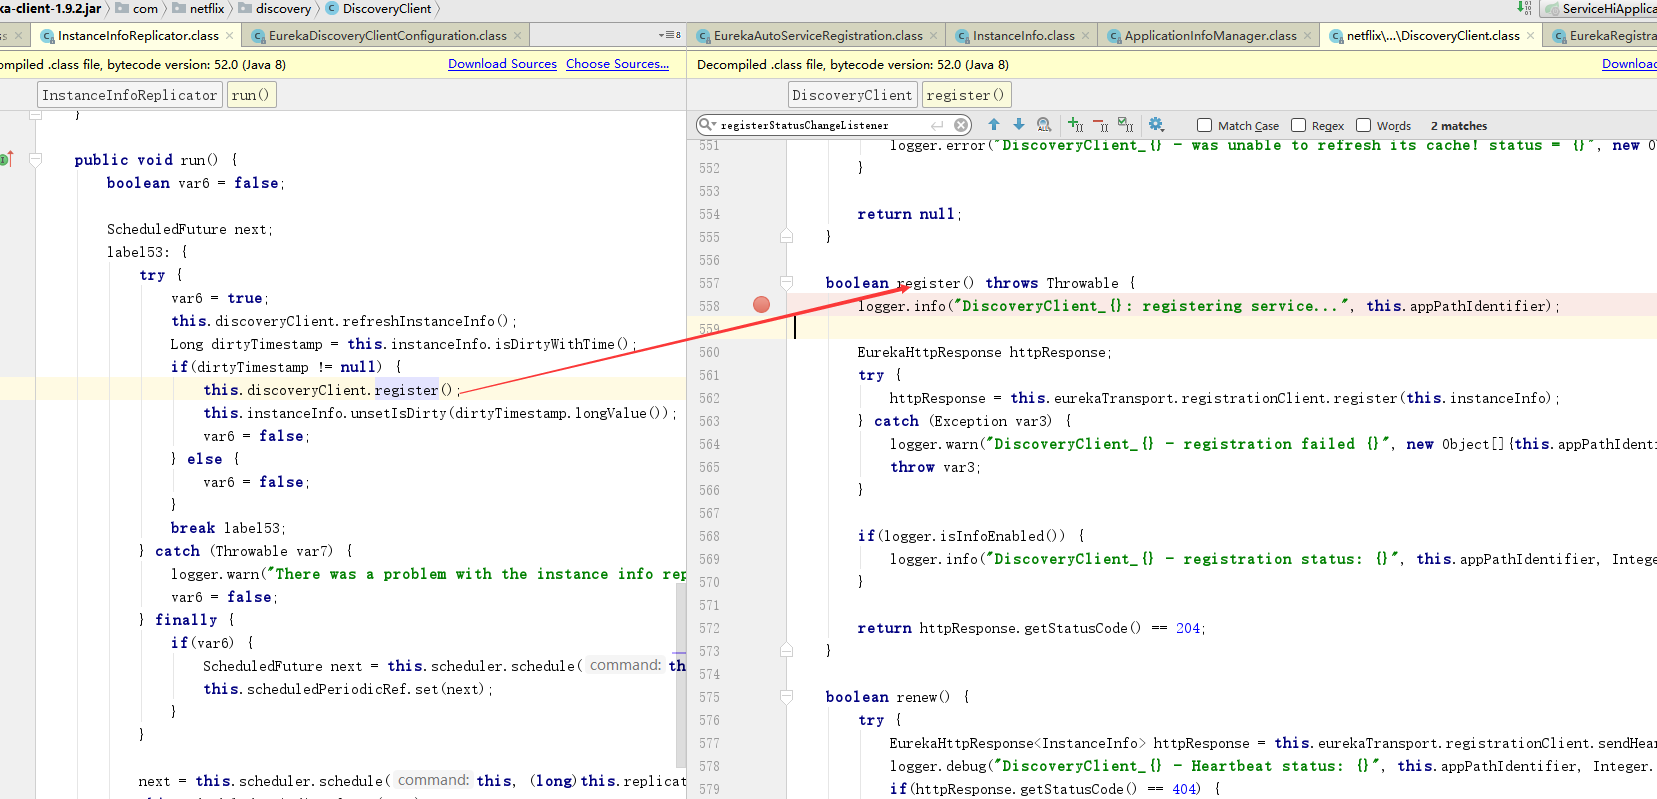 ka-client-1.9.2.jar com netflix discovery DiscoveryClient
ServiceHiApplica
InstanceInfoReplicator.class EurekaDiscoveryClientConfiguration.class
Decompiled .class file, bytecode version: 52.0 (Java 8) Download Sources Choose Sources...
InstanceInfoReplicator run()
}
public void run() {
boolean var6 = false;
ScheduledFuture next;
label53: {
try {
var6 = true;
this.discoveryClient.refreshInstanceInfo();
Long dirtyTimestamp = this.instanceInfo.isDirtyWithTime();
if(dirtyTimestamp != null) {
this.discoveryClient.register();
this.instanceInfo.unsetIsDirty(dirtyTimestamp.longValue());
var6 = false;
} else {
var6 = false;
}
break label53;
} catch (Throwable var7) {
logger.warn("There was a problem with the instance info rep
var6 = false;
} finally {
if(var6) {
ScheduledFuture next = this.scheduler.schedule( command: th
this.scheduledPeriodicRef.set(next);
}
}
next = this.scheduler.schedule( command: this, (long)this.replicat
EurekaAutoServiceRegistration.class InstanceInfo.class ApplicationInfoManager.class netflix\...\DiscoveryClient.class EurekaRegistra
Decompiled .class file, bytecode version: 52.0 (Java 8) Download
DiscoveryClient register()
registerStatusChangeListener Match Case Regex Words 2 matches
551 logger.error("DiscoveryClient_{} - was unable to refresh its cache! status = {}", new O
552 }
553
554 return null;
555 }
556
557 boolean register() throws Throwable {
558 logger.info("DiscoveryClient_{}: registering service...", this.appPathIdentifier);
559
560 EurekaHttpResponse httpResponse;
561 try {
562 httpResponse = this.eurekaTransport.registrationClient.register(this.instanceInfo);
563 } catch (Exception var3) {
564 logger.warn("DiscoveryClient_{} - registration failed {}", new Object[]{this.appPathIdenti
565 throw var3;
566 }
567
568 if(logger.isInfoEnabled()) {
569 logger.info("DiscoveryClient_{} - registration status: {}", this.appPathIdentifier, Intege
570 }
571
572 return httpResponse.getStatusCode() == 204;
573 }
574
575 boolean renew() {
576 try {
577 EurekaHttpResponse<InstanceInfo> httpResponse = this.eurekaTransport.registrationClient.sendHear
578 logger.debug("DiscoveryClient_{} - Heartbeat status: {}", this.appPathIdentifier, Integer.
579 if(httpResponse.getStatusCode() == 404) {